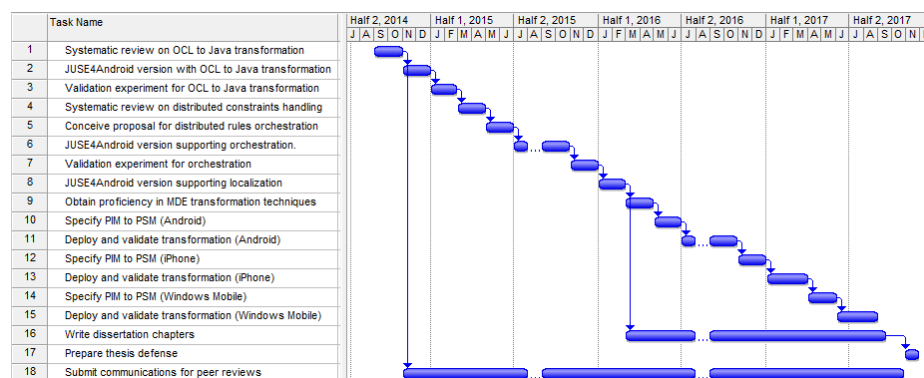 Task Name
Half 2, 2014 Half 1, 2015 Half 2, 2015 Half 1, 2016 Half 2, 2016 Half 1, 2017 Half 2, 2017
J A S O N D J F M A M J J A S O N D J F M A M J J A S O N D J F M A M J J A S O N
1 Systematic review on OCL to Java transformation
2 JUSE4Android version with OCL to Java transformation
3 Validation experiment for OCL to Java transformation
4 Systematic review on distributed constraints handling
5 Conceive proposal for distributed rules orchestration
6 JUSE4Android version supporting orchestration.
7 Validation experiment for orchestration
8 JUSE4Android version supporting localization
9 Obtain proficiency in MDE transformation techniques
10 Specify PIM to PSM (Android)
11 Deploy and validate transformation (Android)
12 Specify PIM to PSM (iPhone)
13 Deploy and validate transformation (iPhone)
14 Specify PIM to PSM (Windows Mobile)
15 Deploy and validate transformation (Windows Mobile)
16 Write dissertation chapters
17 Prepare thesis defense
18 Submit communications for peer reviews